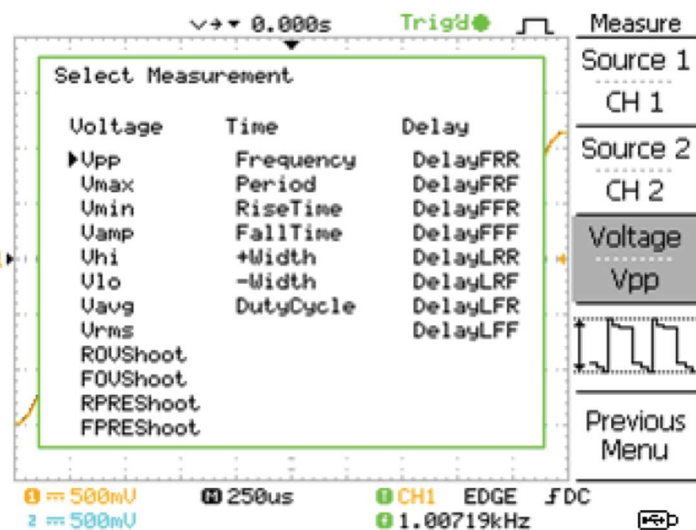 0.000s Trig'd Measure
Select Measurement
Voltage Time Delay
Vpp Frequency DelayFRR
Vmax Period DelayFRF
Vmin RiseTime DelayFFR
Vamp FallTime DelayFFF
Vhi +Width DelayLRR
Vlo -Width DelayLRF
Vavg DutyCycle DelayLFR
Vrms DelayLFF
ROVShoot
FOVShoot
RPREShoot
FPREShoot
Source 1
CH 1
Source 2
CH 2
Voltage
Vpp
Previous
Menu
1 500mV M 250us T CH1 EDGE DC
2 500mV 1.00719kHz